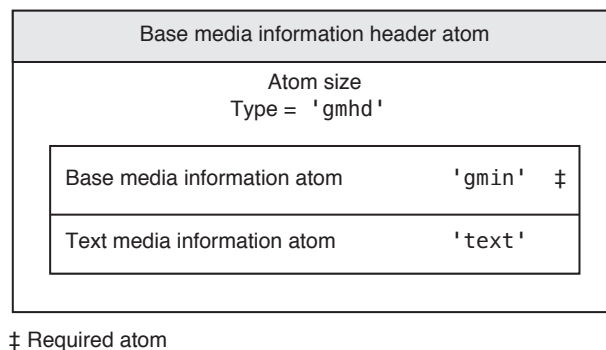 Base media information header atom
Atom size
Type = 'gmhd'
Base media information atom 'gmin' ‡
Text media information atom 'text'
‡ Required atom